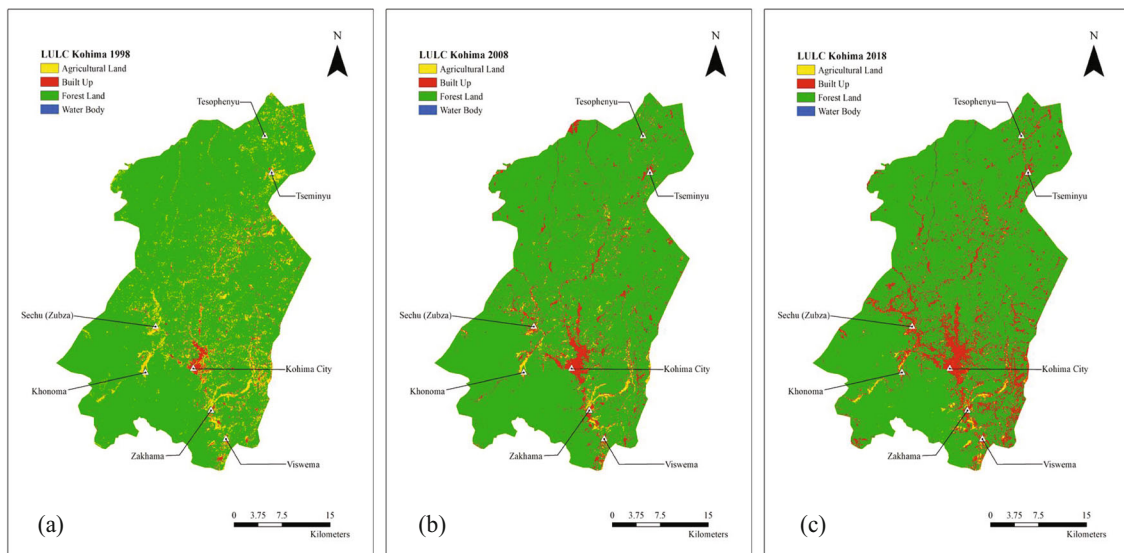 N
LULC Kohima 1998
Agricultural Land
Built Up
Forest Land
Water Body
Tesophenyu
Tseminyu
Sechu (Zubza)
Kohima City
Khonoma
Zakhama
Viswema
(a)
0 3.75 7.5 15
Kilometers
N
LULC Kohima 2008
Agricultural Land
Built Up
Forest Land
Water Body
Tesophenyu
Tseminyu
Sechu (Zubza)
Kohima City
Khonoma
Zakhama
Viswema
(b)
0 3.75 7.5 15
Kilometers
N
LULC Kohima 2018
Agricultural Land
Built Up
Forest Land
Water Body
Tesophenyu
Tseminyu
Sechu (Zubza)
Kohima City
Khonoma
Zakhama
Viswema
(c)
0 3.75 7.5 15
Kilometers